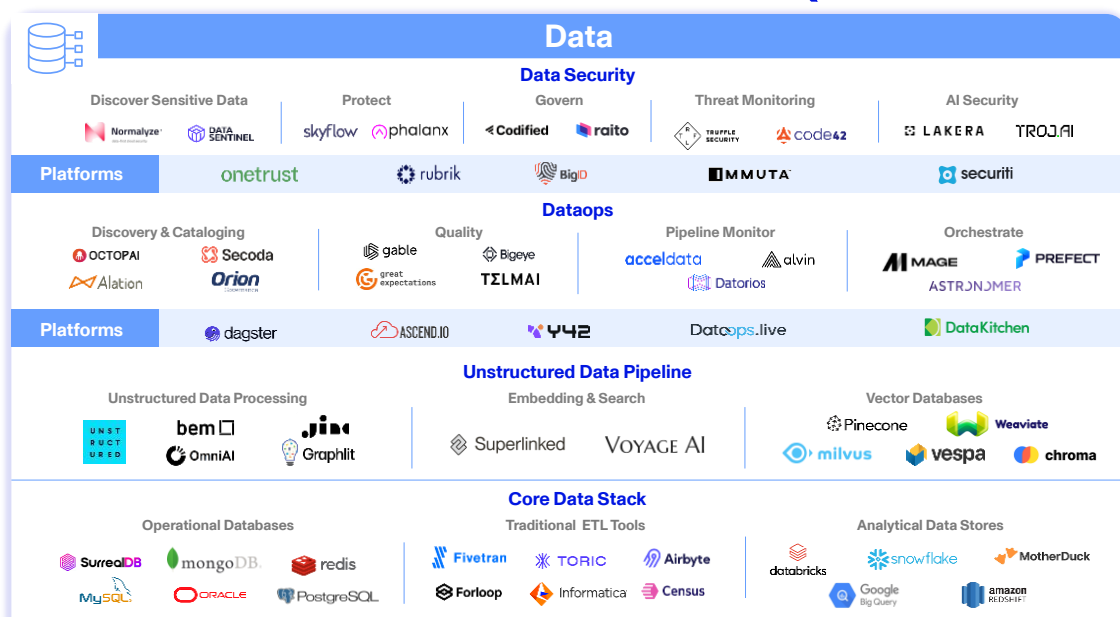 Data
Data Security
Discover Sensitive Data
Protect
Govern
Threat Monitoring
AI Security
Normalyze
DATA SENTINEL
skyflow
phalanx
Codified
raito
TRUFFLE SECURITY
code42
LAKERA
TROJ.AI
Platforms
onetrust
rubrik
BigID
IMMUTA
securiti
Dataops
Discovery & Cataloging
Quality
Pipeline Monitor
Orchestrate
OCTOPAI
Secoda
gable
Bigeye
acceldata
alvin
MAGE
PREFECT
Alation
Orion
great expectations
TELMAI
Datorios
ASTRONOMER
Platforms
dagster
ASCEND.IO
Y42
Dataops.live
DataKitchen
Unstructured Data Pipeline
Unstructured Data Processing
Embedding & Search
Vector Databases
UNST
RUCT
URED
bem
Jina
OmniAI
Graphlit
Superlinked
VOYAGE AI
Pinecone
Weaviate
milvus
vespa
chroma
Core Data Stack
Operational Databases
Traditional ETL Tools
Analytical Data Stores
SurrealDB
mongoDB.
redis
Fivetran
TORIC
Airbyte
databricks
snowflake
MotherDuck
MySQL
ORACLE
PostgreSQL
Forloop
Informatica
Census
Google
Big Query
amazon
REDSHIFT